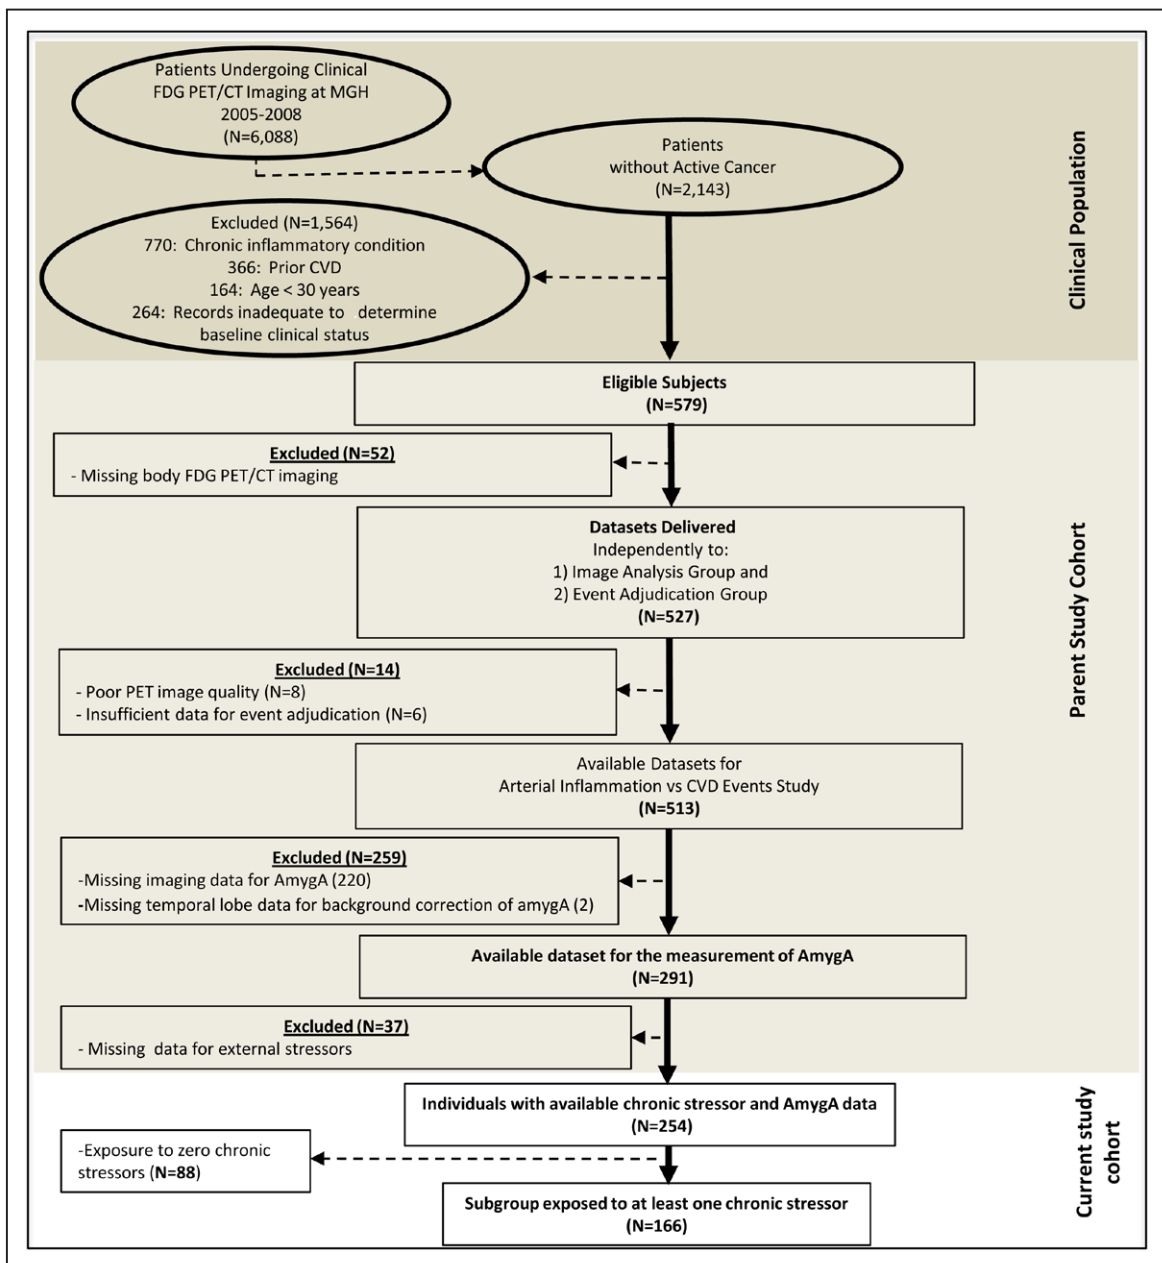 Patients Undergoing Clinical
FDG PET/CT Imaging at MGH
2005-2008
(N=6,088)
Patients
without Active Cancer
(N=2,143)
Excluded (N=1,564)
770: Chronic inflammatory condition
366: Prior CVD
164: Age < 30 years
264: Records inadequate to determine
baseline clinical status
Clinical Population
Eligible Subjects
(N=579)
Excluded (N=52)
- Missing body FDG PET/CT imaging
Datasets Delivered
Independently to:
1) Image Analysis Group and
2) Event Adjudication Group
(N=527)
Excluded (N=14)
- Poor PET image quality (N=8)
- Insufficient data for event adjudication (N=6)
Available Datasets for
Arterial Inflammation vs CVD Events Study
(N=513)
Excluded (N=259)
-Missing imaging data for AmygA (220)
-Missing temporal lobe data for background correction of amygA (2)
Available dataset for the measurement of AmygA
(N=291)
Excluded (N=37)
- Missing data for external stressors
Parent Study Cohort
Individuals with available chronic stressor and AmygA data
(N=254)
-Exposure to zero chronic
stressors (N=88)
Subgroup exposed to at least one chronic stressor
(N=166)
Current study
cohort